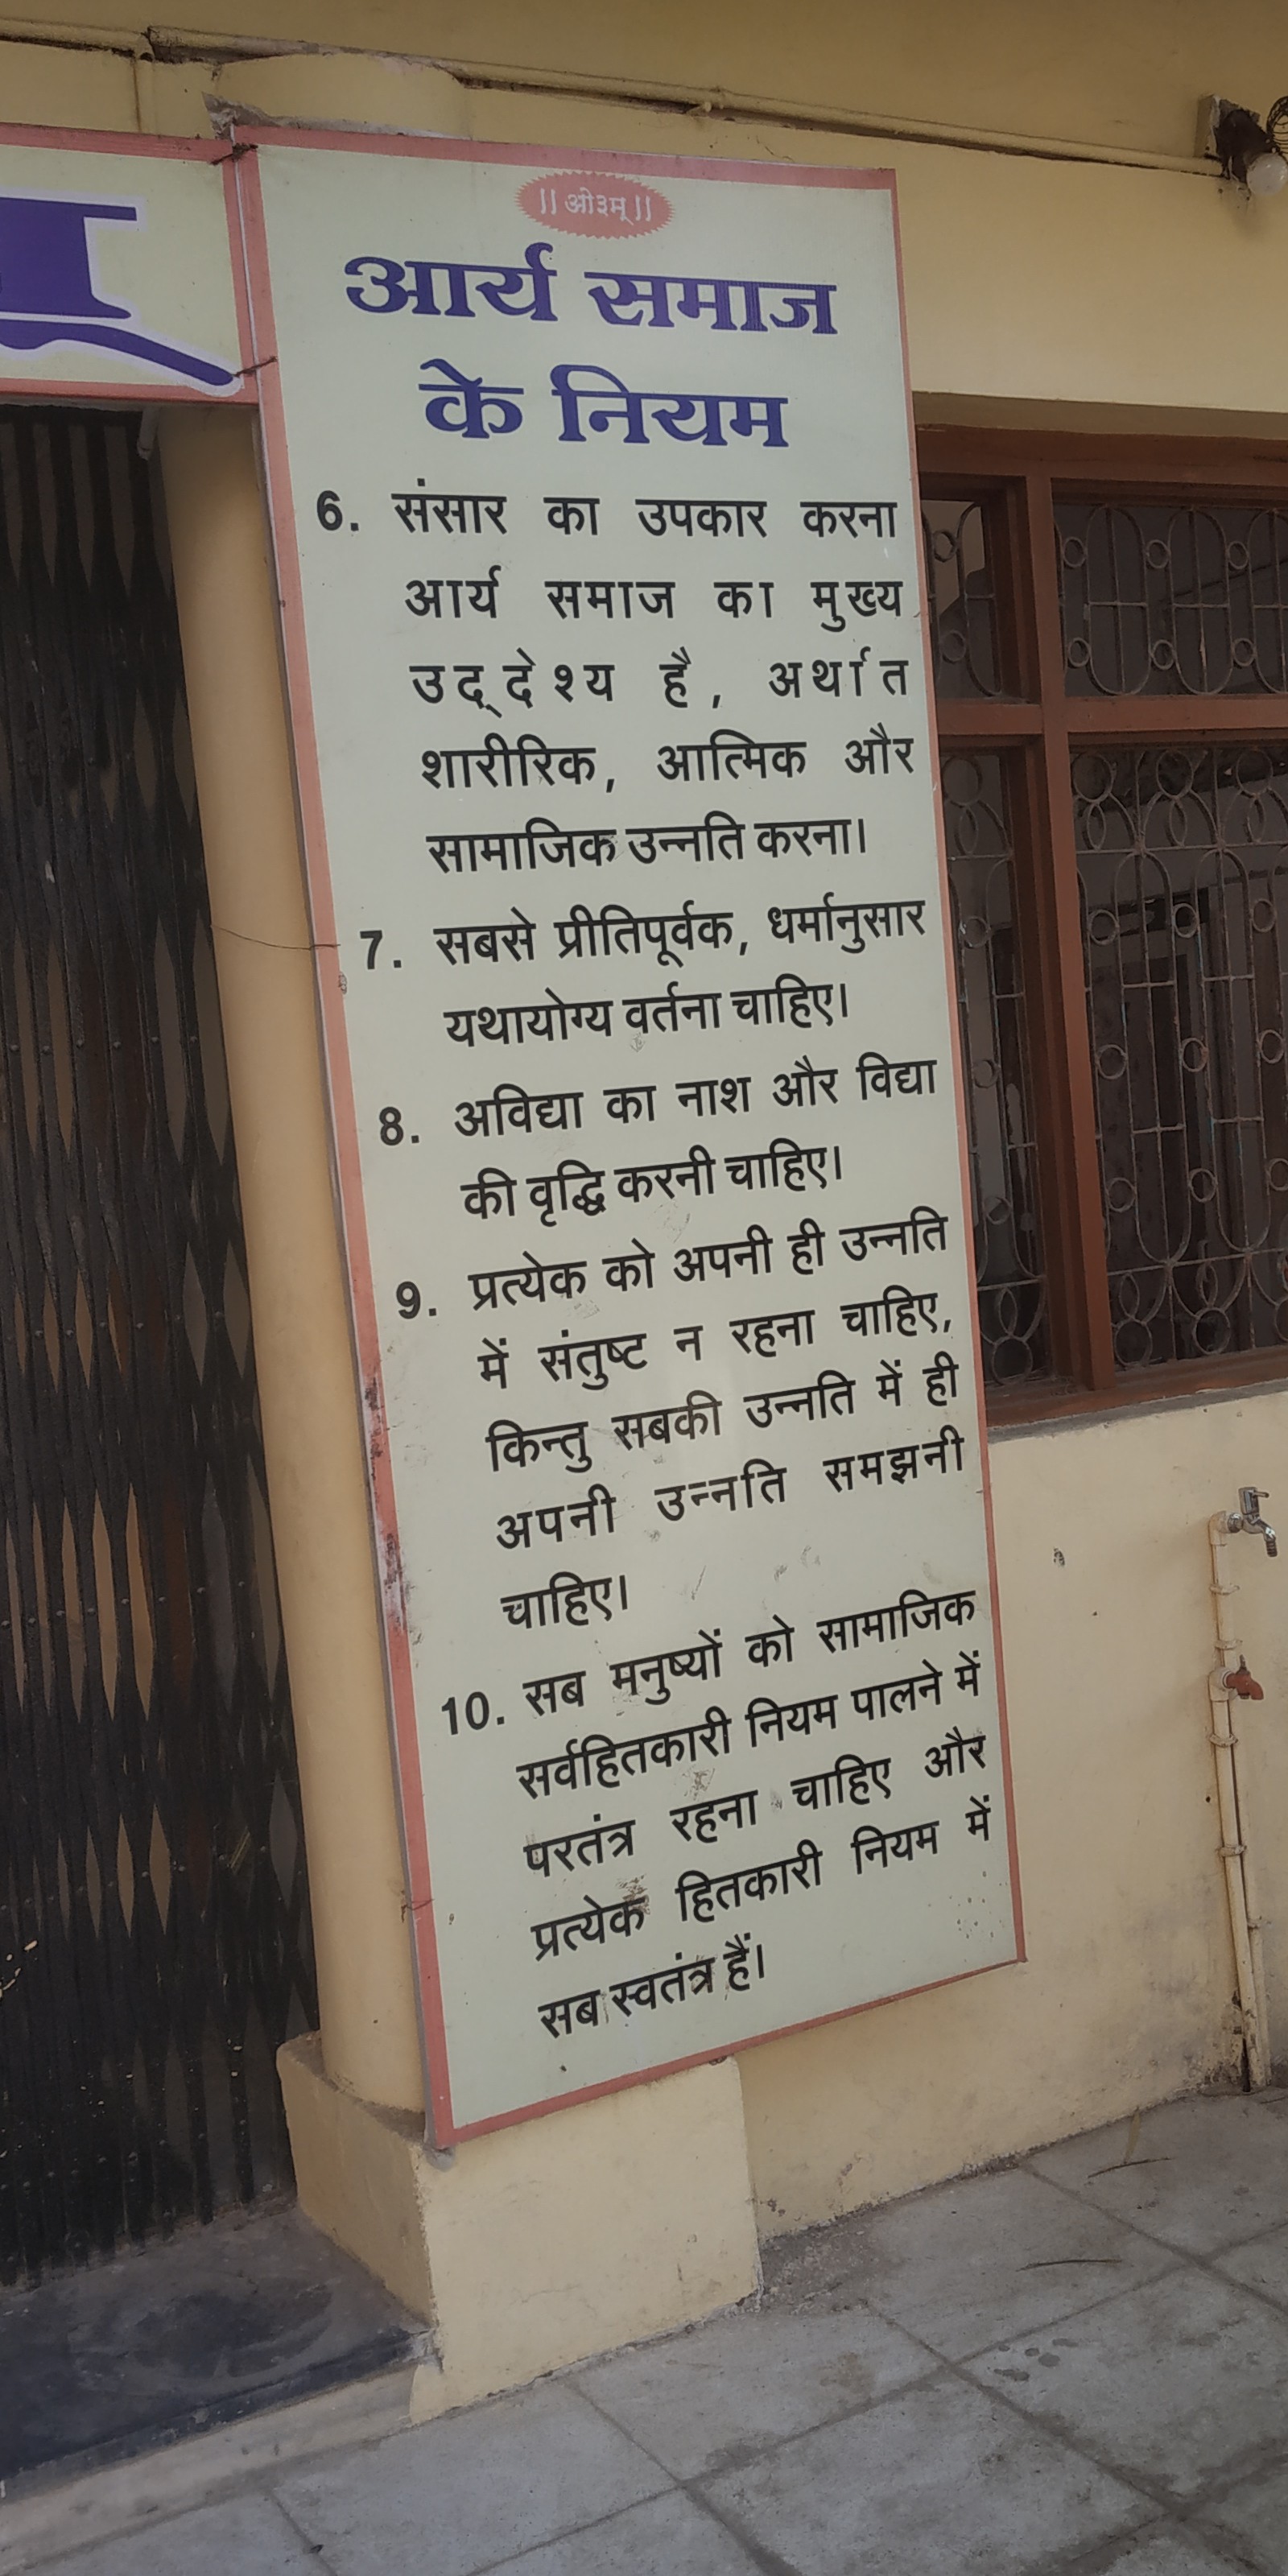 || ओ३म् ||
आर्य समाज
के नियम
6. संसार का उपकार करना
आर्य समाज का मुख्य
उद्देश्य है, अर्थात
शारीरिक, आत्मिक और
सामाजिक उन्नति करना।
7. सबसे प्रीतिपूर्वक, धर्मानुसार
यथायोग्य वर्तना चाहिए।
8. अविद्या का नाश और विद्या
की वृद्धि करनी चाहिए।
9. प्रत्येक को अपनी ही उन्नति
में संतुष्ट न रहना चाहिए,
किन्तु सबकी उन्नति में ही
अपनी उन्नति समझनी
चाहिए।
10. सब मनुष्यों को सामाजिक
सर्वहितकारी नियम पालने में
परतंत्र रहना चाहिए और
प्रत्येक हितकारी नियम में
सब स्वतंत्र हैं।